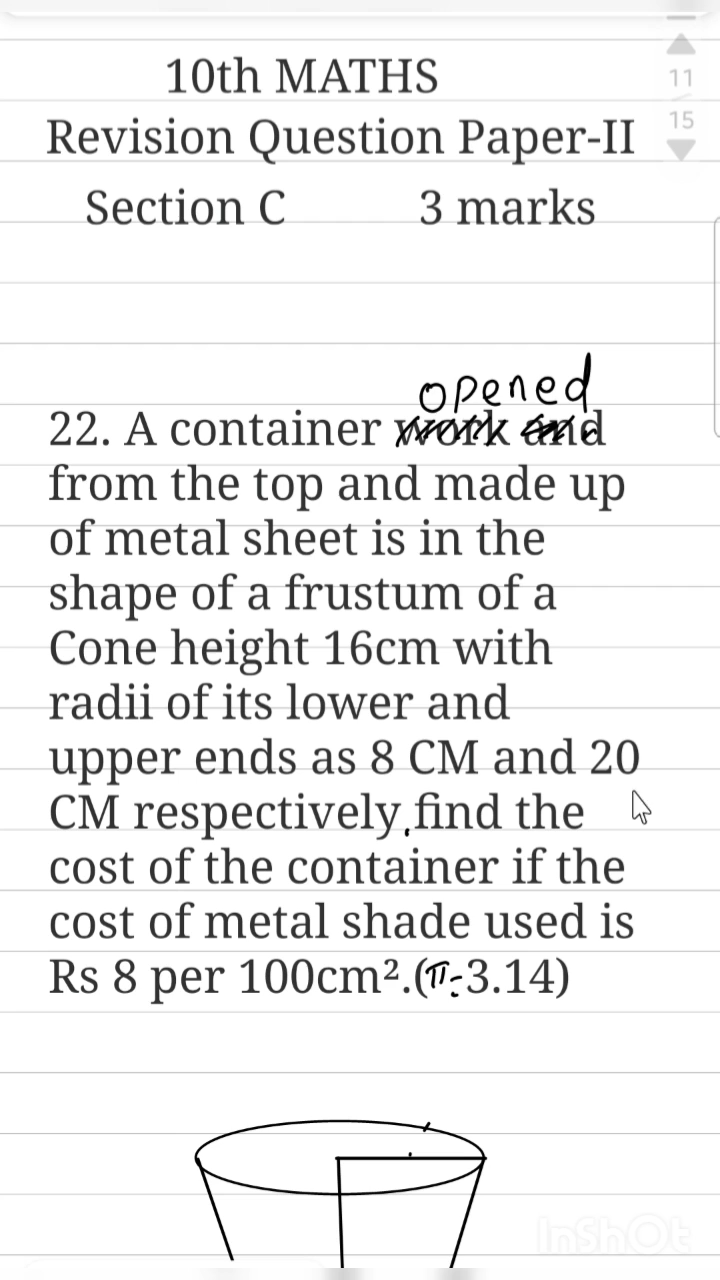 10th MATHS
11
Revision Question Paper-II
15
Section C 3 marks
opened
22. A container work and
from the top and made up
of metal sheet is in the
shape of a frustum of a
Cone height 16cm with
radii of its lower and
upper ends as 8 CM and 20
CM respectively,find the
cost of the container if the
cost of metal shade used is
Rs 8 per 100cm².(π=3.14)
InShOt